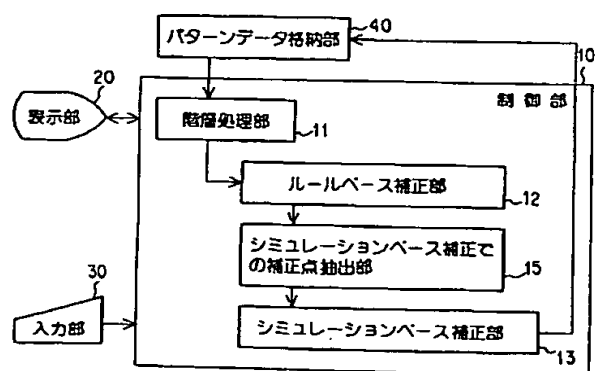 パターンデータ格納部
40
10
制御部
20
表示部
階層処理部
11
ルールベース補正部
12
シミュレーションベース補正で
の補正点抽出部
15
30
入力部
シミュレーションベース補正部
13